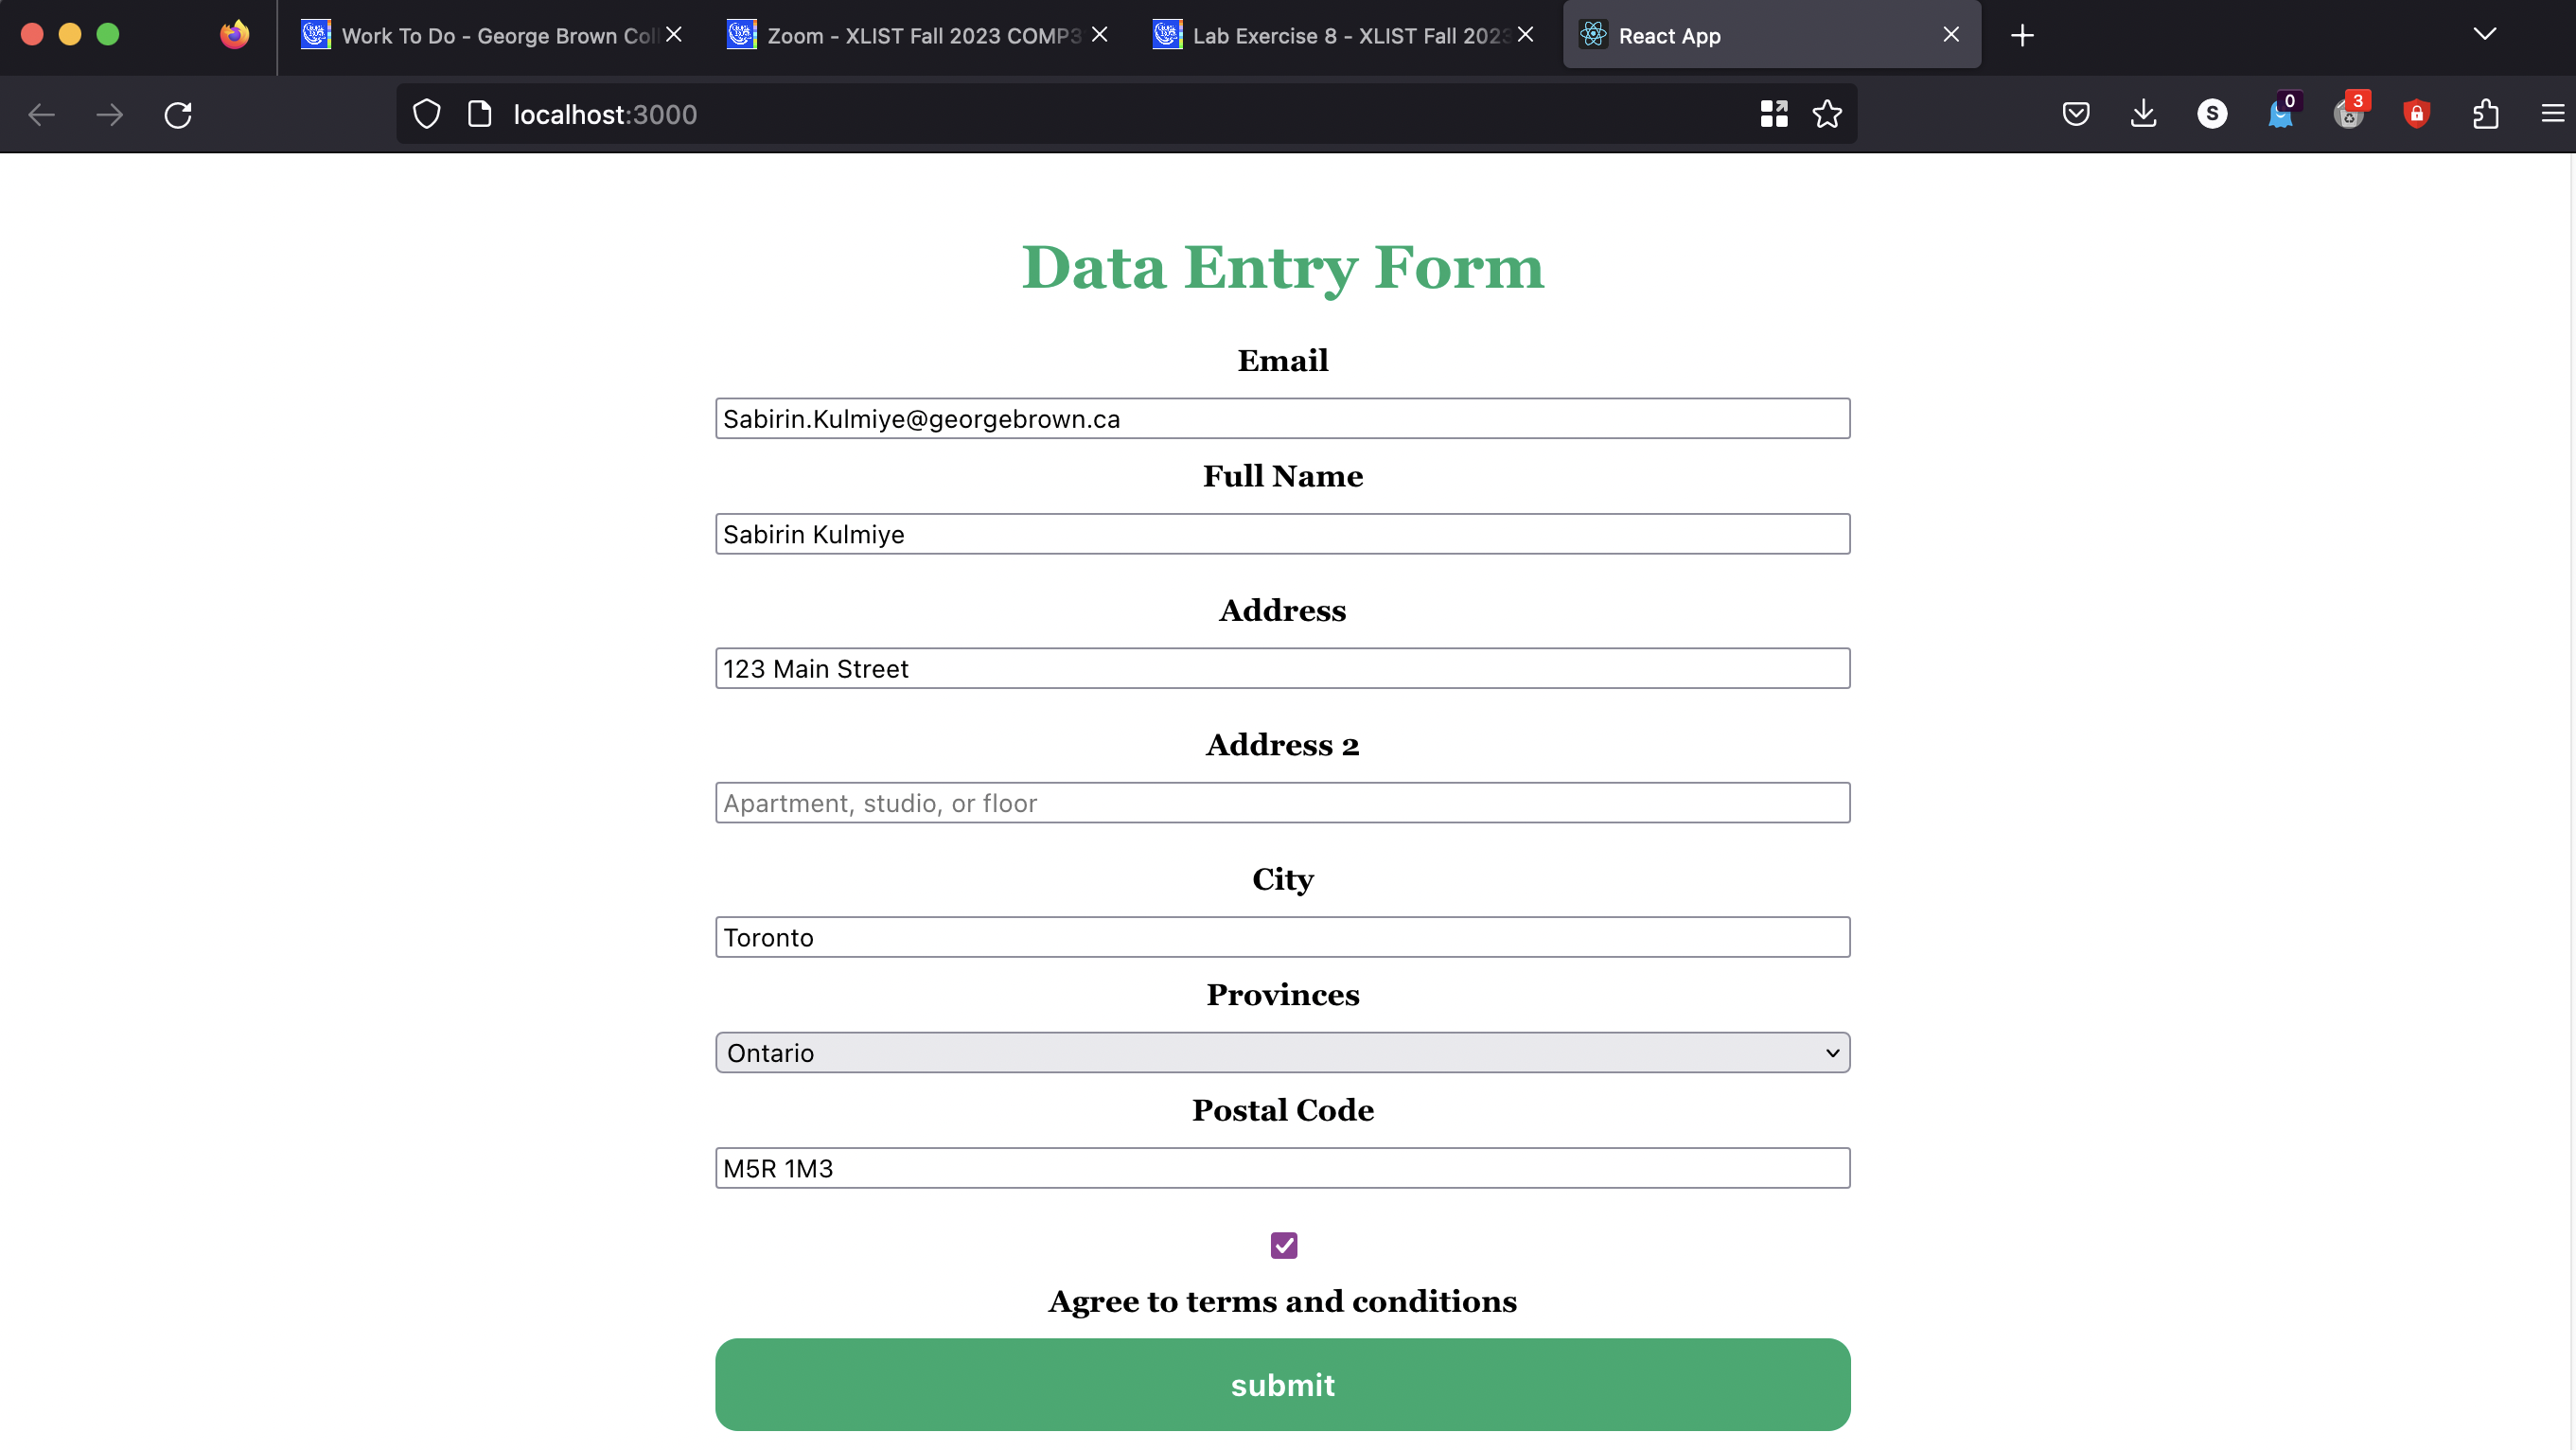 Work To Do - George Brown Coll
Zoom - XLIST Fall 2023 COMP3
Lab Exercise 8 - XLIST Fall 2023
React App
localhost:3000
S
0
3
Data Entry Form
Email
Sabirin.Kulmiye@georgebrown.ca
Full Name
Sabirin Kulmiye
Address
123 Main Street
Address 2
Apartment, studio, or floor
City
Toronto
Provinces
Ontario
Postal Code
M5R 1M3
Agree to terms and conditions
submit